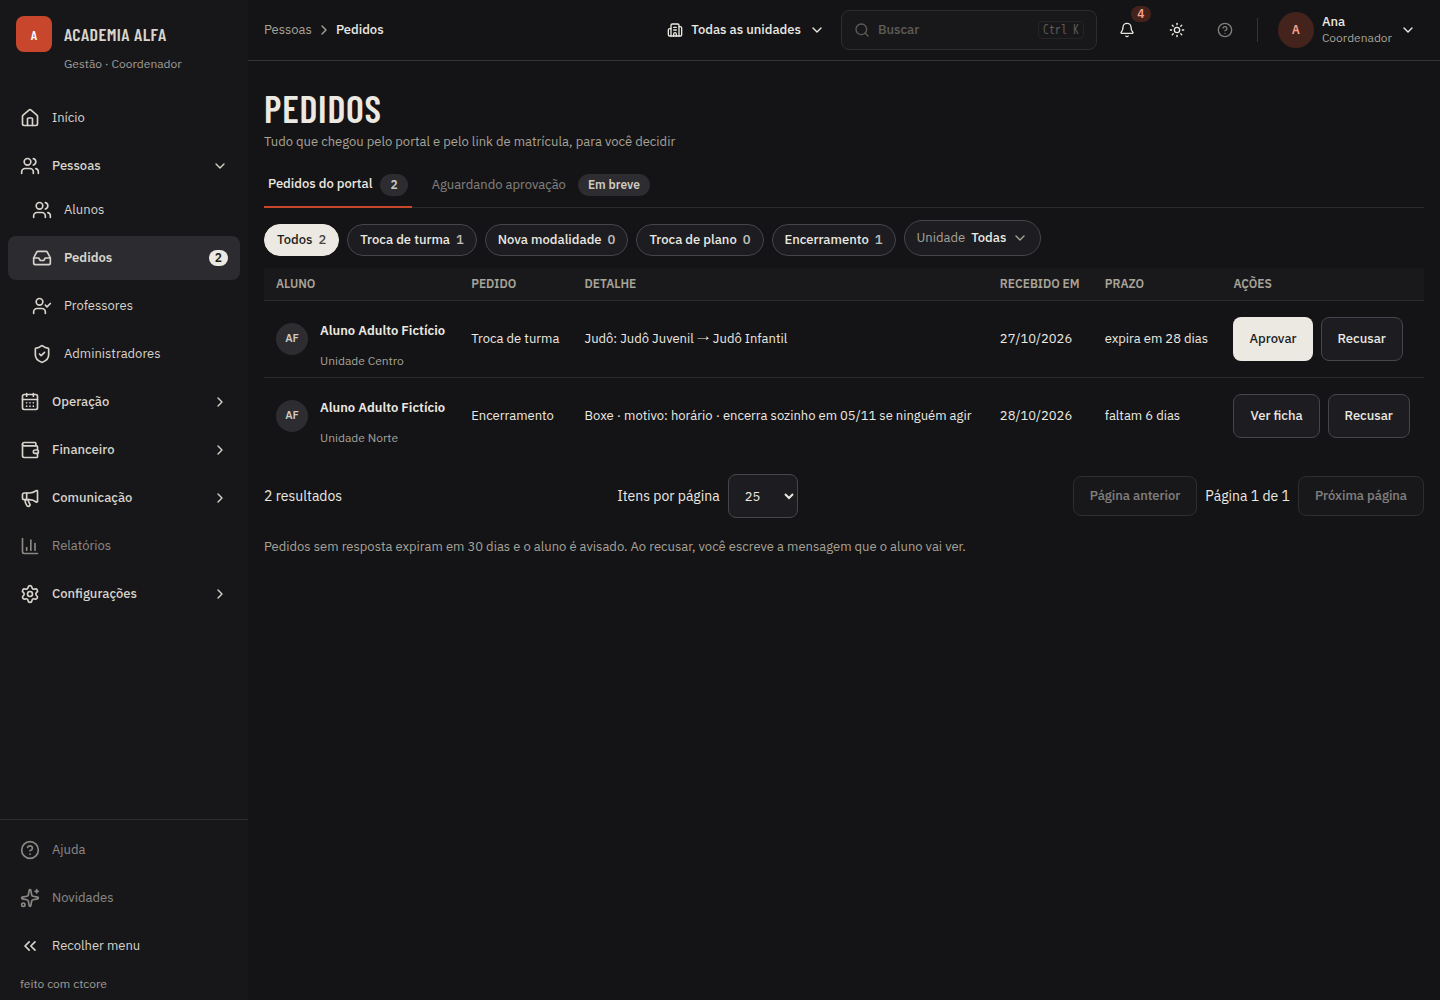 A
ACADEMIA ALFA
Gestão · Coordenador
Início
Pessoas
Alunos
Pedidos 2
Professores
Administradores
Operação
Financeiro
Comunicação
Relatórios
Configurações
Ajuda
Novidades
Recolher menu
feito com ctcore
Pessoas Pedidos
Todas as unidades
Buscar Ctrl K
4
A
Ana
Coordenador
PEDIDOS
Tudo que chegou pelo portal e pelo link de matrícula, para você decidir
Pedidos do portal 2 Aguardando aprovação Em breve
Todos 2 Troca de turma 1 Nova modalidade 0 Troca de plano 0 Encerramento 1 Unidade Todas
ALUNO PEDIDO DETALHE RECEBIDO EM PRAZO AÇÕES
AF Aluno Adulto Fictício Troca de turma Judô: Judô Juvenil → Judô Infantil 27/10/2026 expira em 28 dias Aprovar Recusar
Unidade Centro
AF Aluno Adulto Fictício Encerramento Boxe · motivo: horário · encerra sozinho em 05/11 se ninguém agir 28/10/2026 faltam 6 dias Ver ficha Recusar
Unidade Norte
2 resultados Itens por página 25 Página anterior Página 1 de 1 Próxima página
Pedidos sem resposta expiram em 30 dias e o aluno é avisado. Ao recusar, você escreve a mensagem que o aluno vai ver.